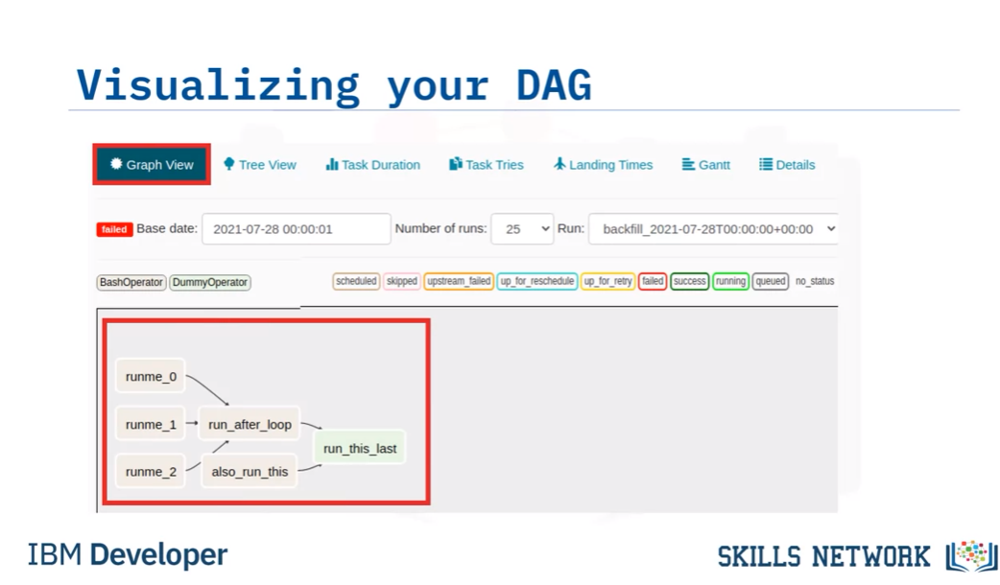 Visualizing your DAG
Graph View Tree View Task Duration Task Tries Landing Times Gantt Details
failed Base date: 2021-07-28 00:00:01 Number of runs: 25 Run: backfill_2021-07-28T00:00:00+00:00
BashOperator DummyOperator scheduled skipped upstream_failed up_for_reschedule up_for_retry failed success running queued no_status
runme_0
runme_1 run_after_loop
run_this_last
runme_2 also_run_this
IBM Developer SKILLS NETWORK